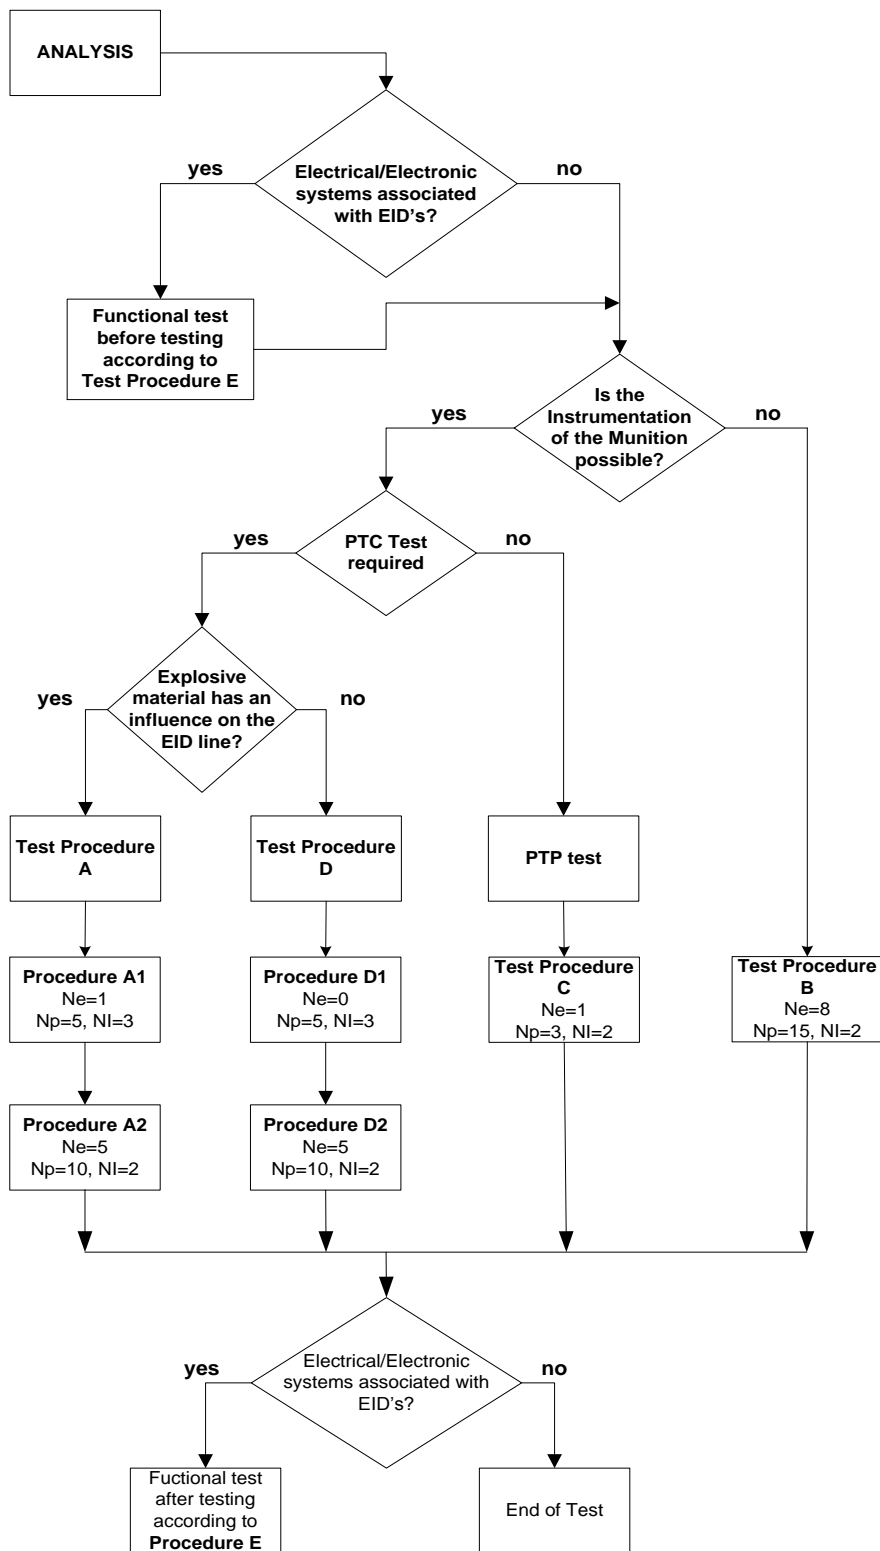 ANALYSIS
yes
no
Electrical/Electronic
systems associated
with EID's?
Functional test
before testing
according to
Test Procedure E
yes
no
Is the
Instrumentation
of the Munition
possible?
yes
no
PTC Test
required
yes
no
Explosive
material has an
influence on the
EID line?
Test Procedure
A
Test Procedure
D
PTP test
Procedure A1
Ne=1
Np=5, NI=3
Procedure D1
Ne=0
Np=5, NI=3
Test Procedure
C
Ne=1
Np=3, NI=2
Test Procedure
B
Ne=8
Np=15, NI=2
Procedure A2
Ne=5
Np=10, NI=2
Procedure D2
Ne=5
Np=10, NI=2
yes
no
Electrical/Electronic
systems associated with
EID's?
Fuctional test
after testing
according to
Procedure E
End of Test